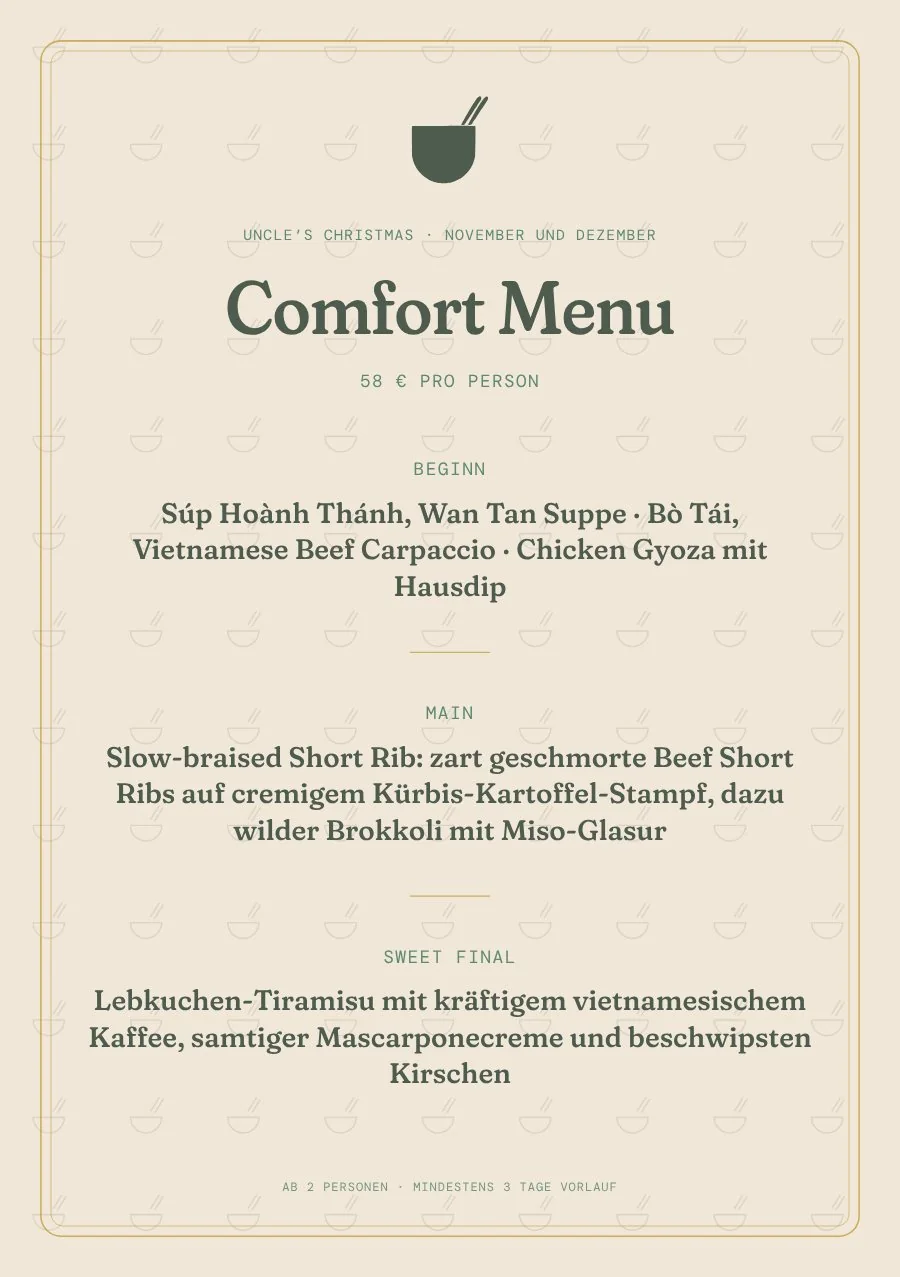 UNCLE’S CHRISTMAS · NOVEMBER UND DEZEMBER
Comfort Menu
58 € PRO PERSON
BEGINN
Súp Hoành Thánh, Wan Tan Suppe · Bò Tái,
Vietnamese Beef Carpaccio · Chicken Gyoza mit
Hausdip
MAIN
Slow-braised Short Rib: zart geschmorte Beef Short
Ribs auf cremigem Kürbis-Kartoffel-Stampf, dazu
wilder Brokkoli mit Miso-Glasur
SWEET FINAL
Lebkuchen-Tiramisu mit kräftigem vietnamesischem
Kaffee, samtiger Mascarponecreme und beschwipsten
Kirschen
AB 2 PERSONEN · MINDESTENS 3 TAGE VORLAUF